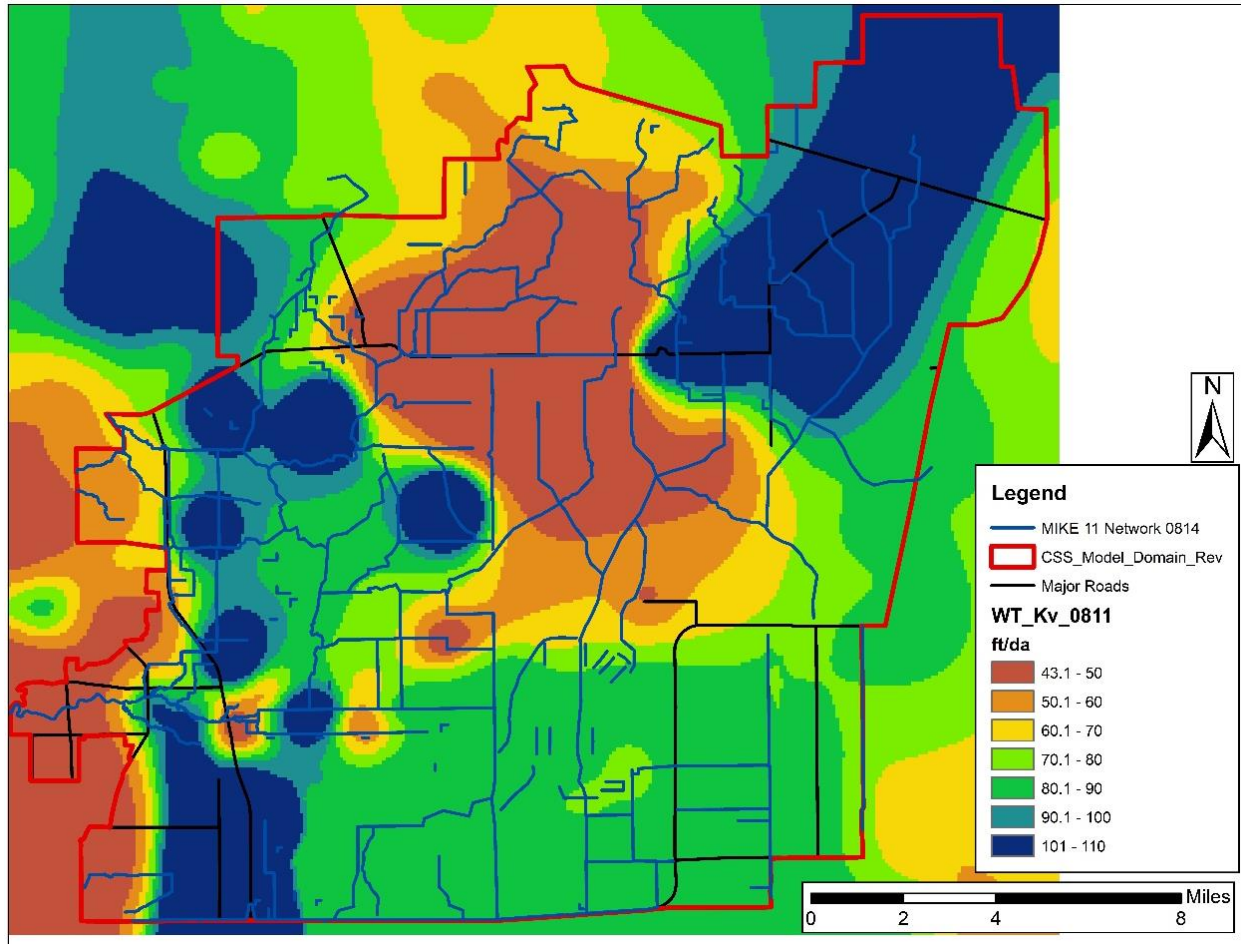 N
Legend
MIKE 11 Network 0814
CSS_Model_Domain_Rev
Major Roads
WT_Kv_0811
ft/da
43.1 - 50
50.1 - 60
60.1 - 70
70.1 - 80
80.1 - 90
90.1 - 100
101 - 110
Miles
0 2 4 8